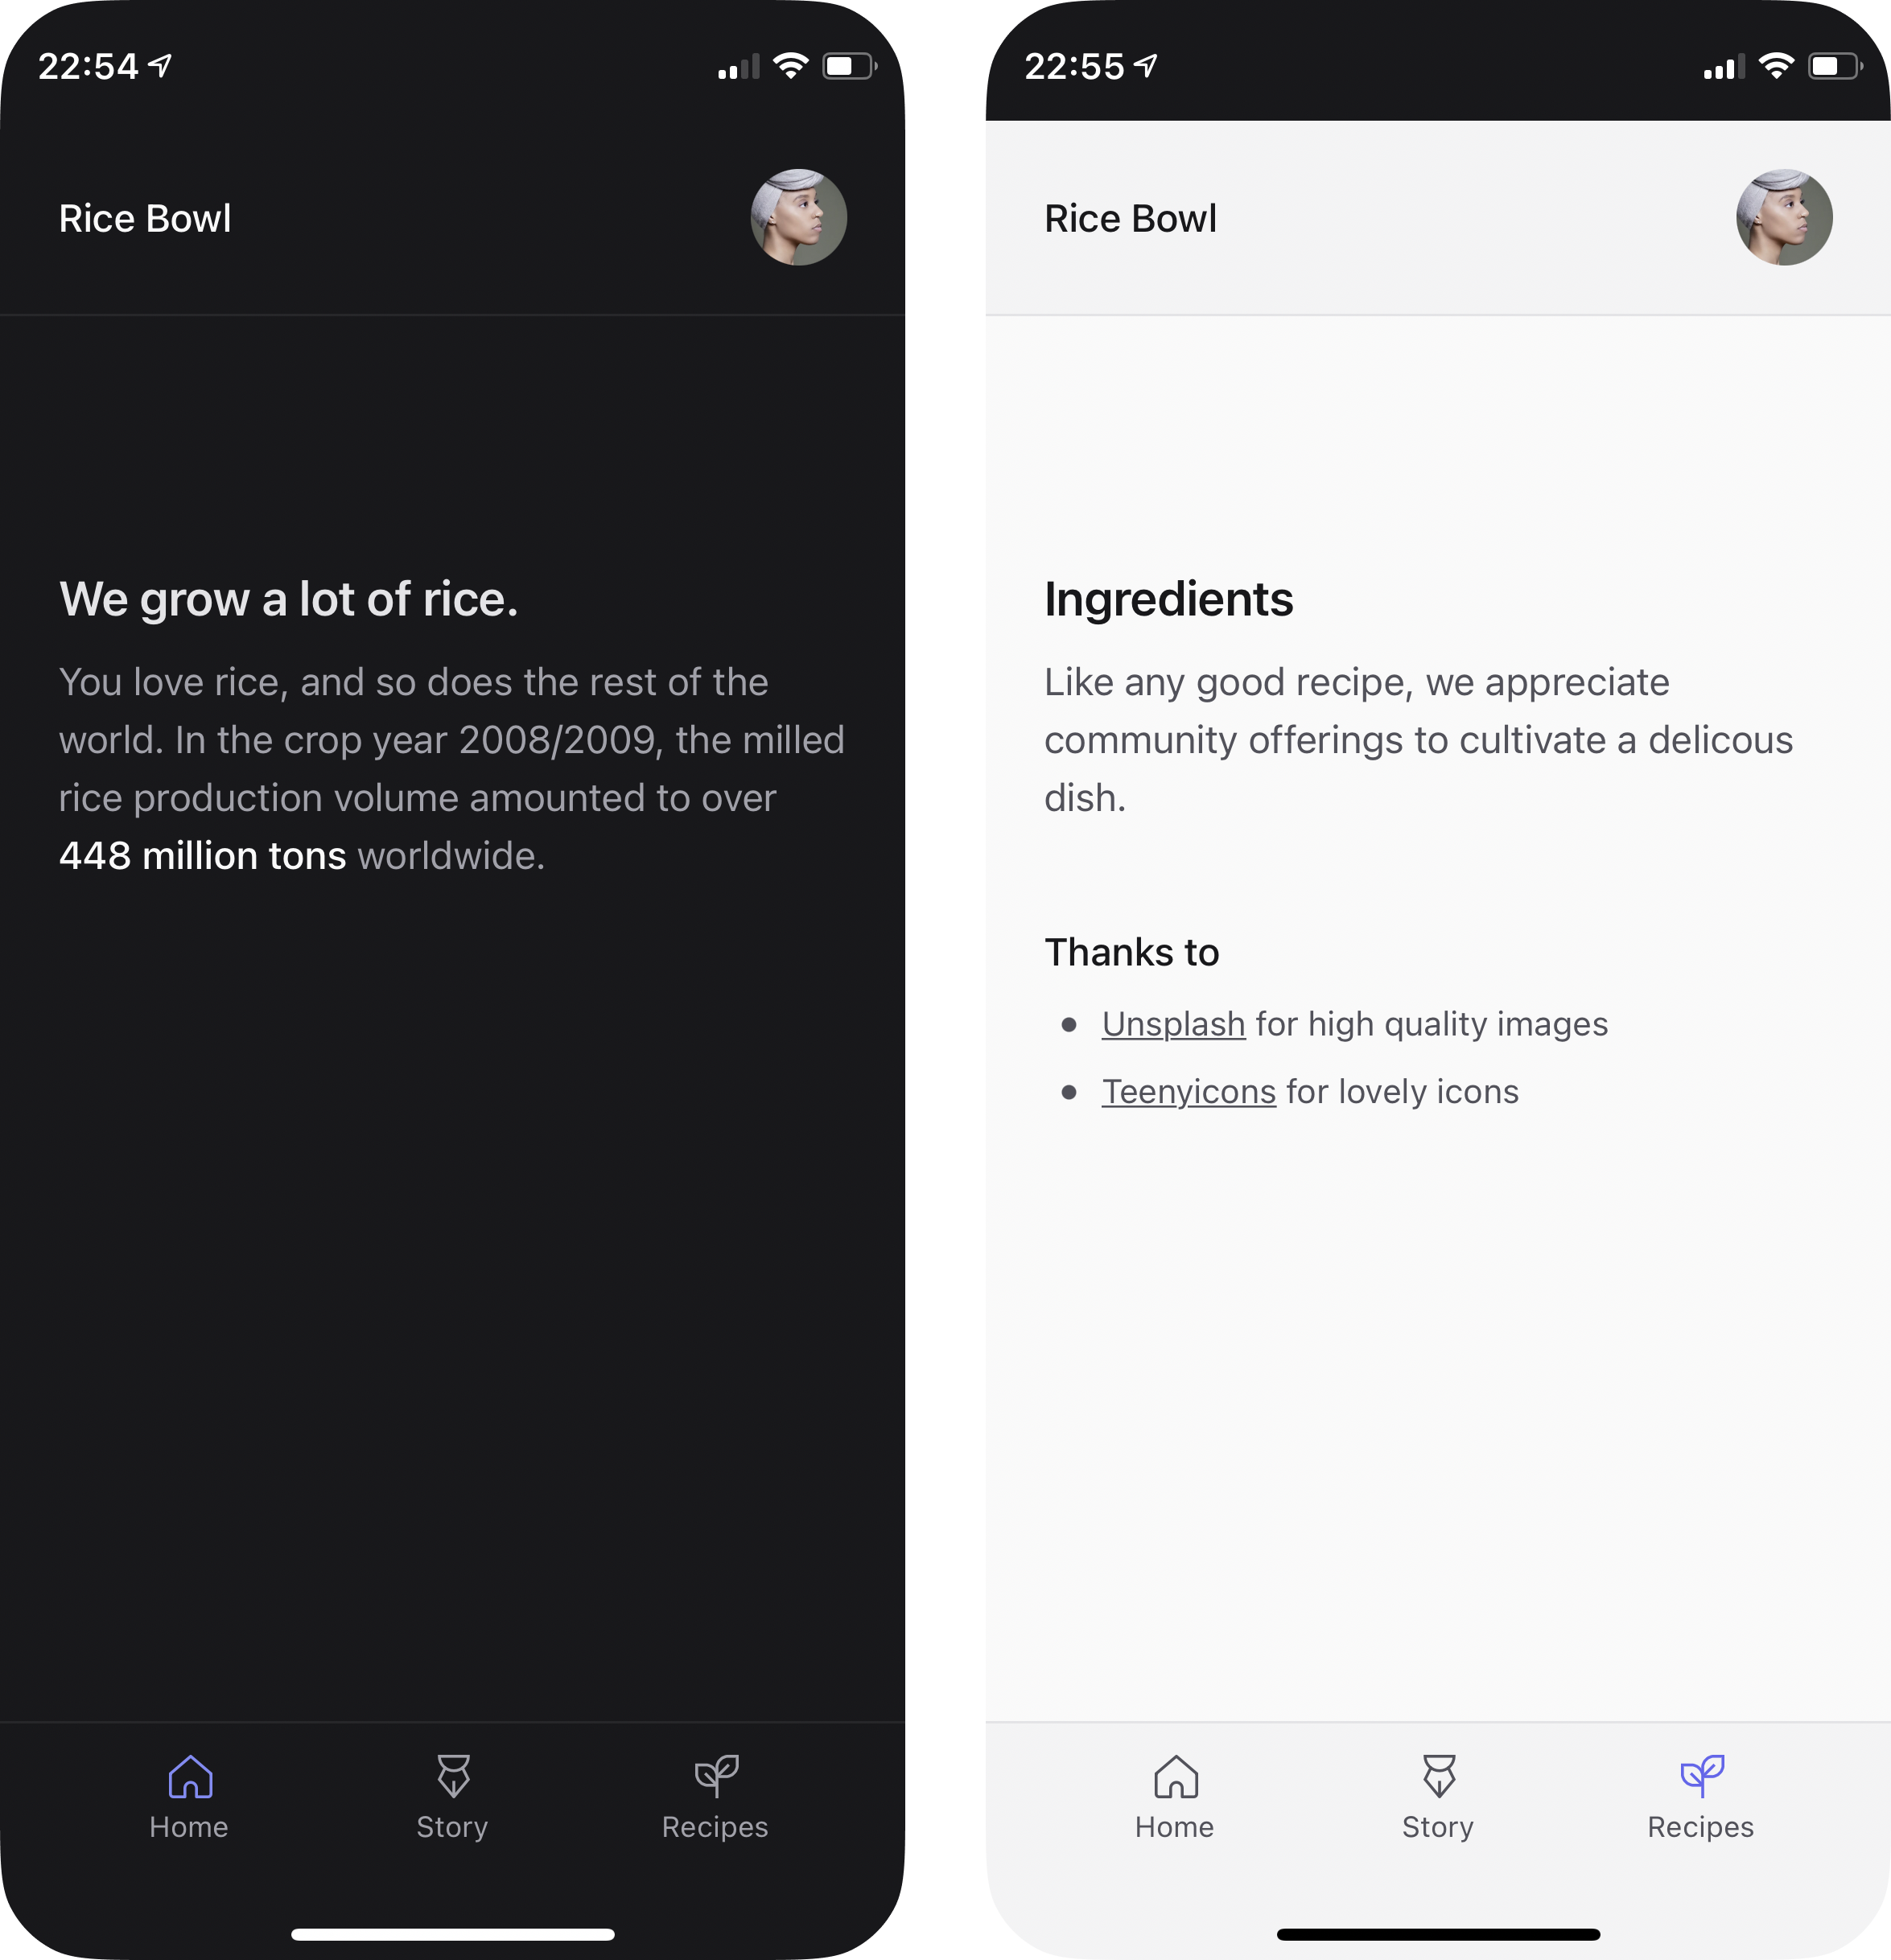 22:54
Rice Bowl
We grow a lot of rice.
You love rice, and so does the rest of the
world. In the crop year 2008/2009, the milled
rice production volume amounted to over
448 million tons worldwide.
Home
Story
Recipes
22:55
Rice Bowl
Ingredients
Like any good recipe, we appreciate
community offerings to cultivate a delicous
dish.
Thanks to
• Unsplash for high quality images
• Teenyicons for lovely icons
Home
Story
Recipes